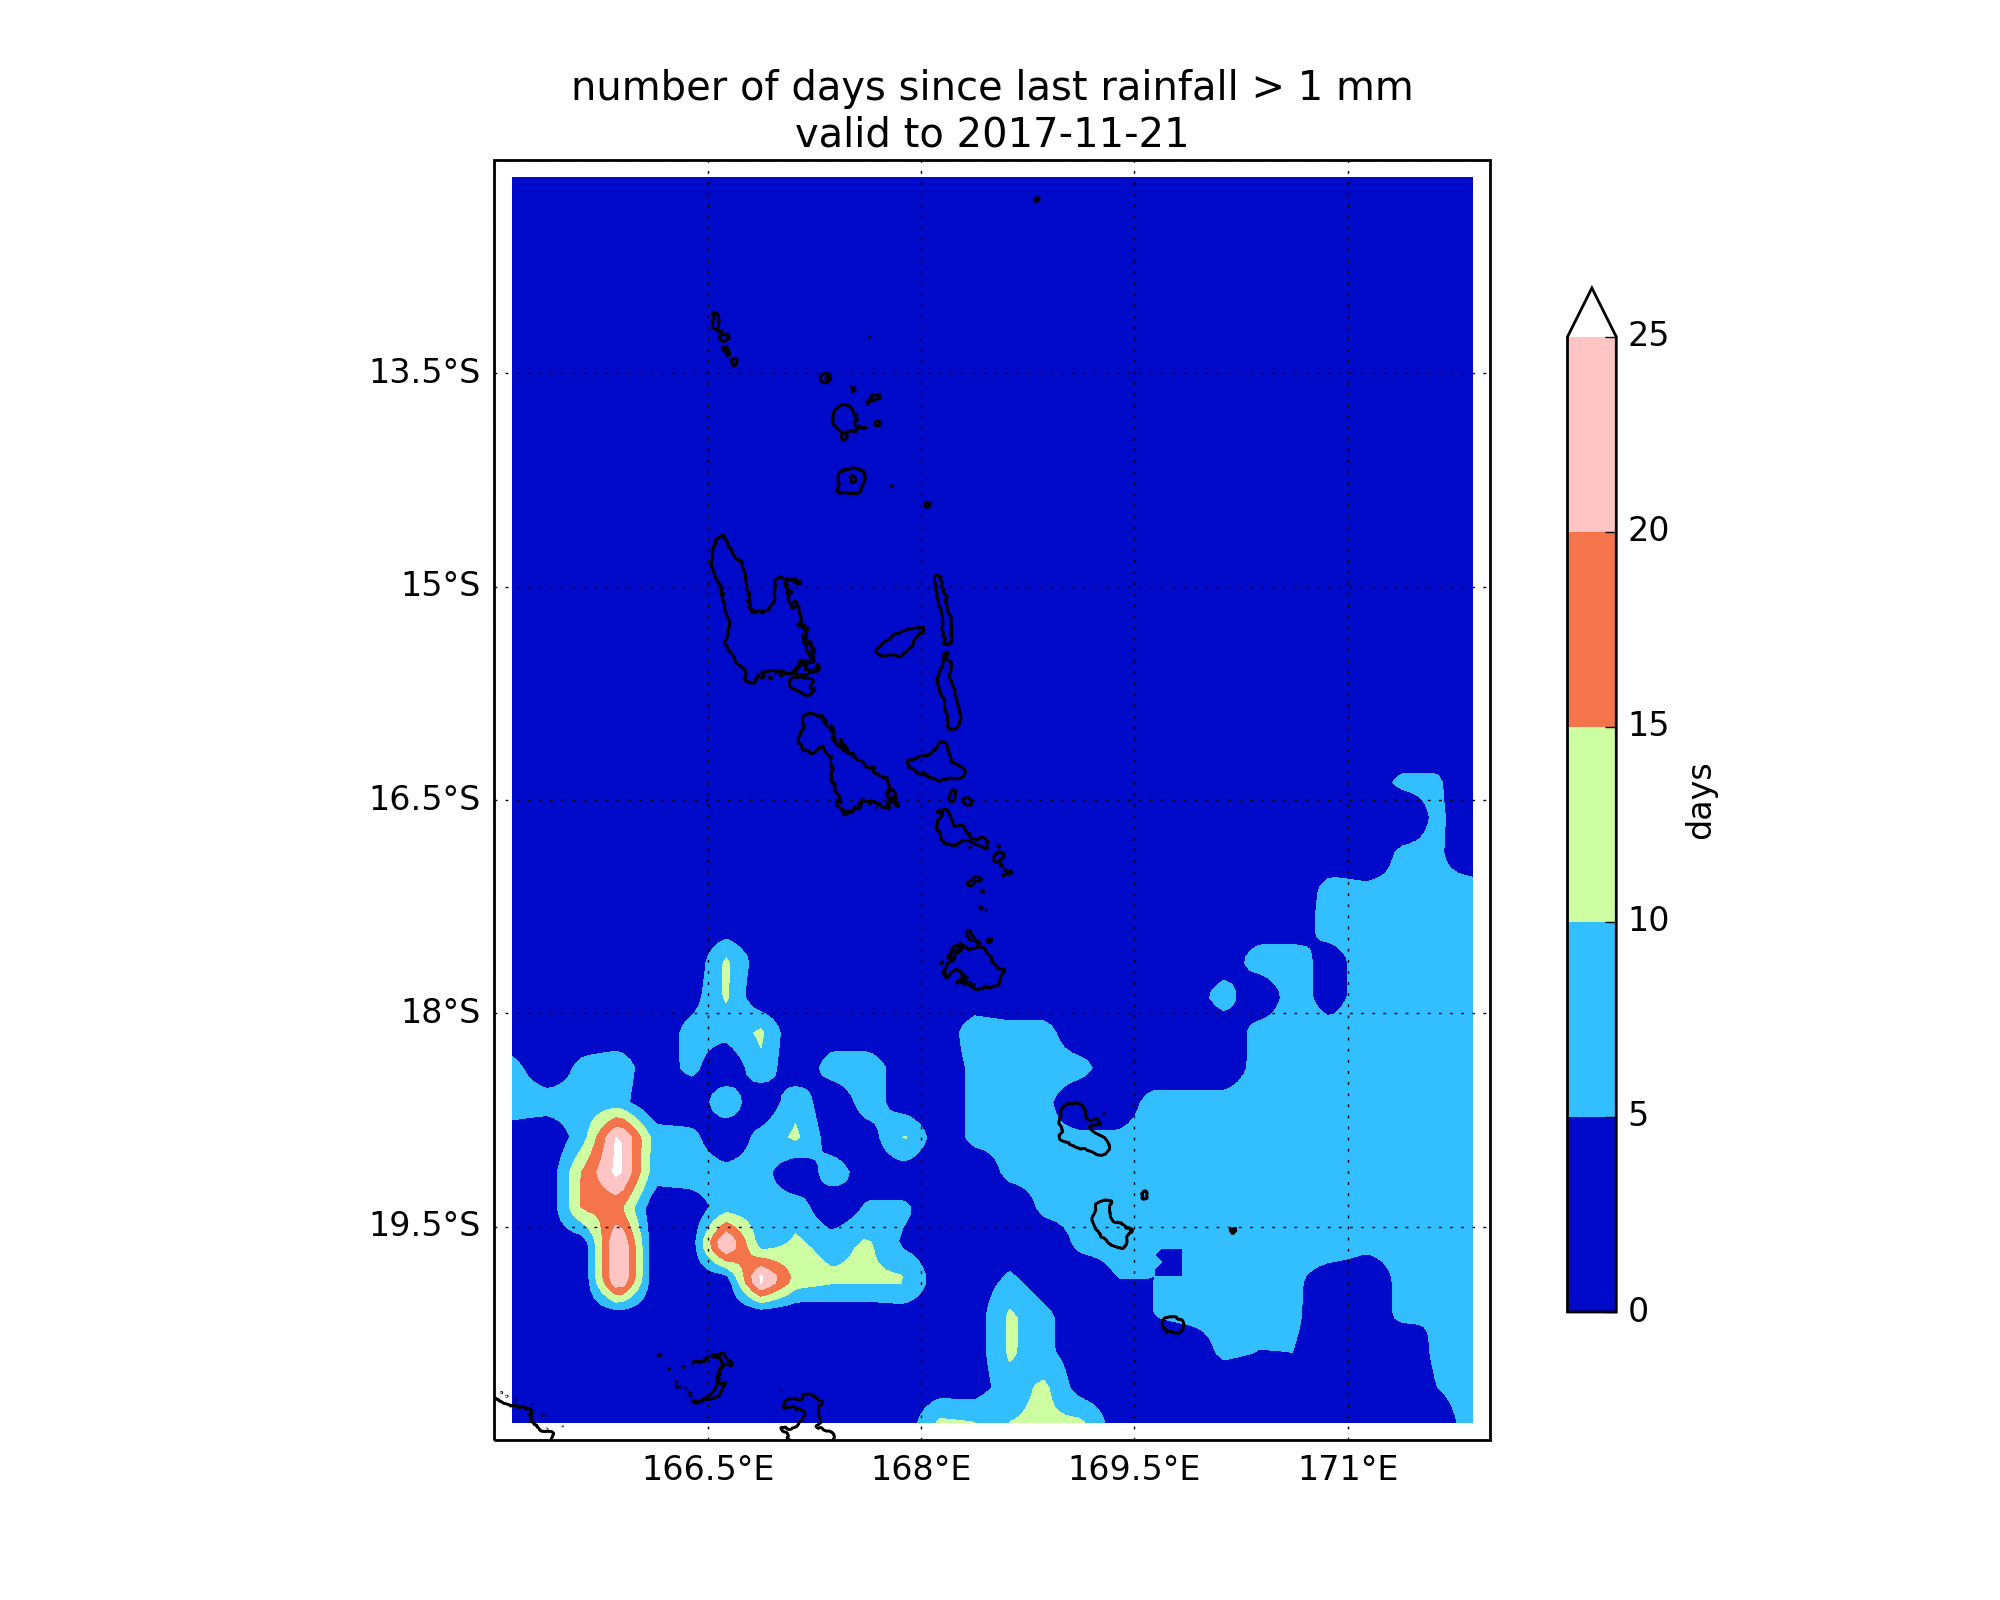 number of days since last rainfall > 1 mm
valid to 2017-11-21
13.5°S
15°S
16.5°S
18°S
19.5°S
166.5°E
168°E
169.5°E
171°E
25
20
15
10
5
0
days